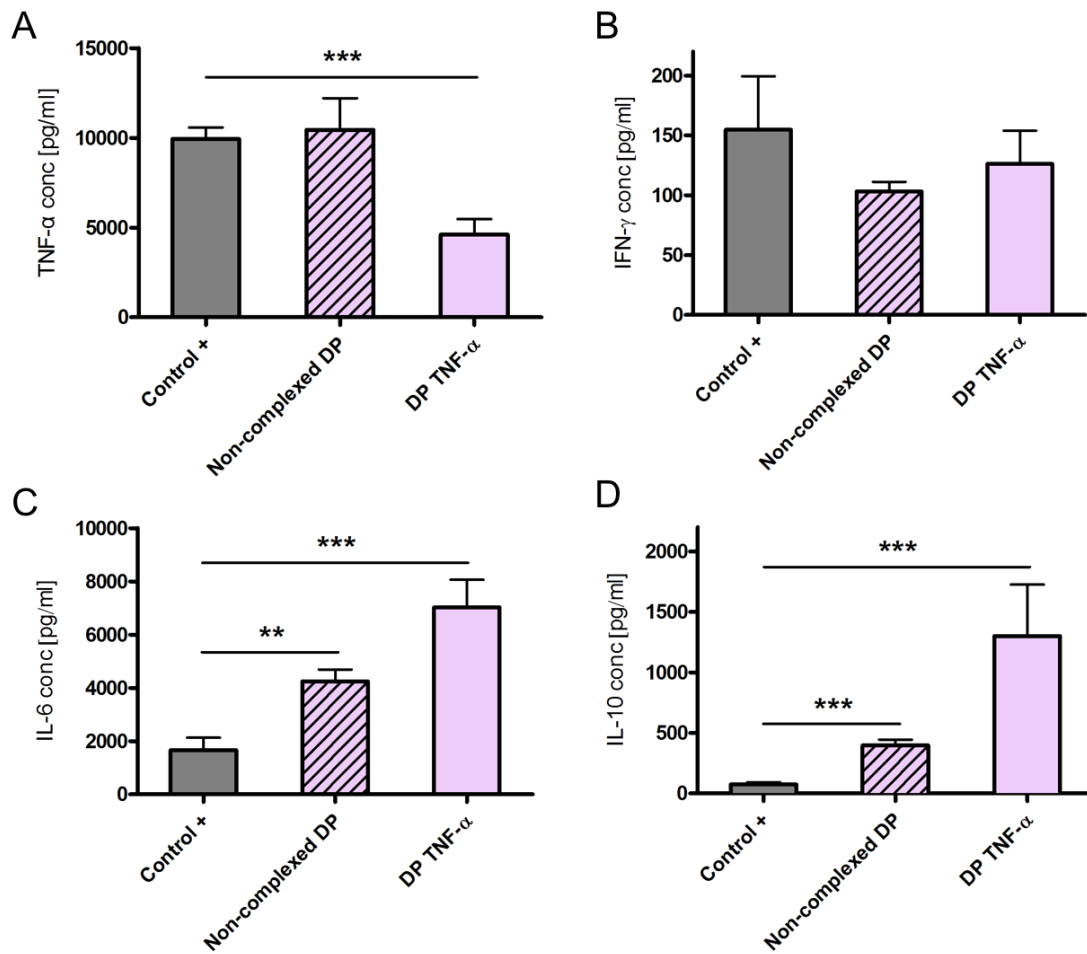 A
TNF-α conc [pg/ml]
15000
10000
5000
0
***
Control +
Non-complexed DP
DP TNF-α
B
IFN-γ conc [pg/ml]
200
150
100
50
0
Control +
Non-complexed DP
DP TNF-α
C
IL-6 conc [pg/ml]
10000
8000
6000
4000
2000
0
***
**
Control +
Non-complexed DP
DP TNF-α
D
IL-10 conc [pg/ml]
2000
1500
1000
500
0
***
***
Control +
Non-complexed DP
DP TNF-α